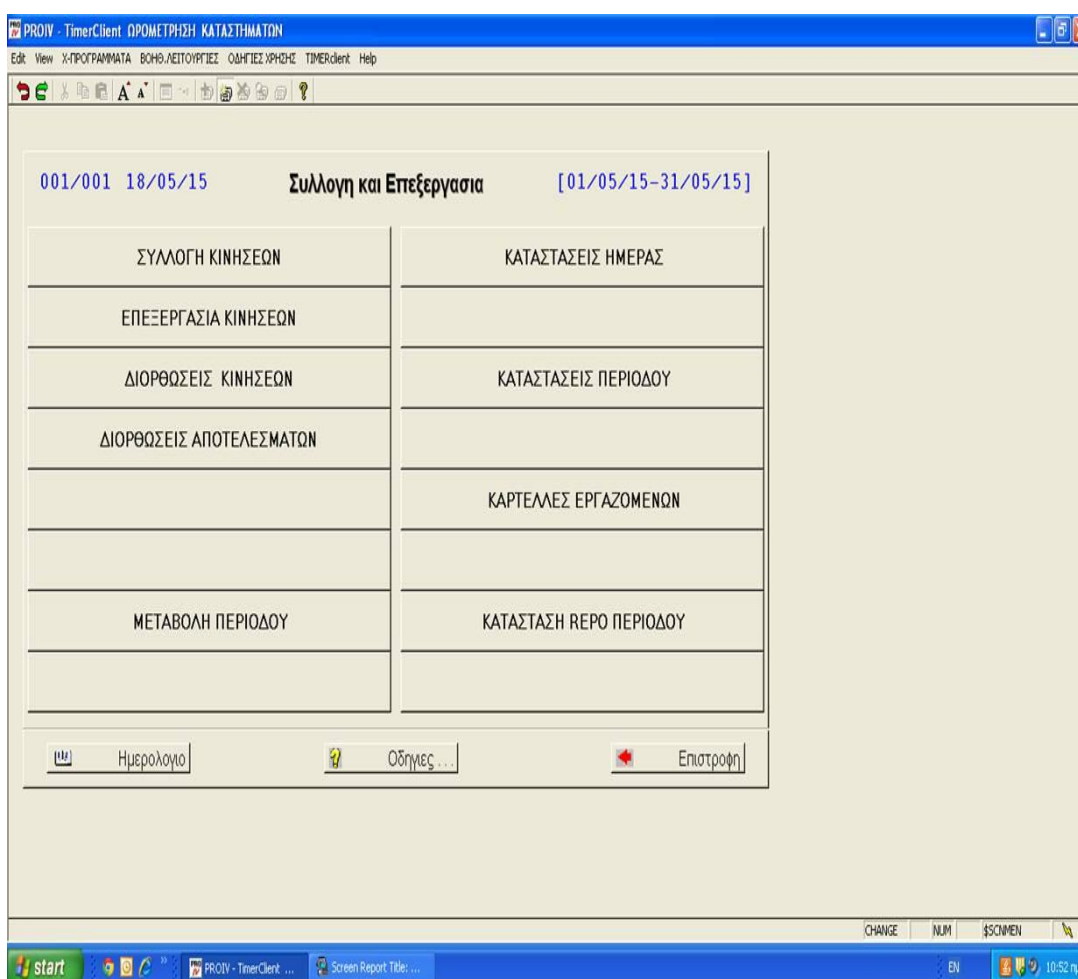 PROIV - TimerClient ΩΡΟΜΕΤΡΗΣΗ ΚΑΤΑΣΤΗΜΑΤΩΝ
Edit View Χ-ΠΡΟΓΡΑΜΜΑΤΑ ΒΟΗΘ.ΛΕΙΤΟΥΡΓΙΕΣ ΟΔΗΓΙΕΣ ΧΡΗΣΗΣ TIMERclient Help
001/001 18/05/15 Συλλογη και Επεξεργασια [01/05/15-31/05/15]
ΣΥΛΛΟΓΗ ΚΙΝΗΣΕΩΝ ΚΑΤΑΣΤΑΣΕΙΣ ΗΜΕΡΑΣ
ΕΠΕΞΕΡΓΑΣΙΑ ΚΙΝΗΣΕΩΝ
ΔΙΟΡΘΩΣΕΙΣ ΚΙΝΗΣΕΩΝ ΚΑΤΑΣΤΑΣΕΙΣ ΠΕΡΙΟΔΟΥ
ΔΙΟΡΘΩΣΕΙΣ ΑΠΟΤΕΛΕΣΜΑΤΩΝ
ΚΑΡΤΕΛΛΕΣ ΕΡΓΑΖΟΜΕΝΩΝ
ΜΕΤΑΒΟΛΗ ΠΕΡΙΟΔΟΥ ΚΑΤΑΣΤΑΣΗ ΡΕΡΟ ΠΕΡΙΟΔΟΥ
Ημερολογιο Οδηγιες ... Επιστροφη
CHANGE NUM $SCNMEN
start PROIV - TimerClient ... Screen Report Title: ... EN 10:52